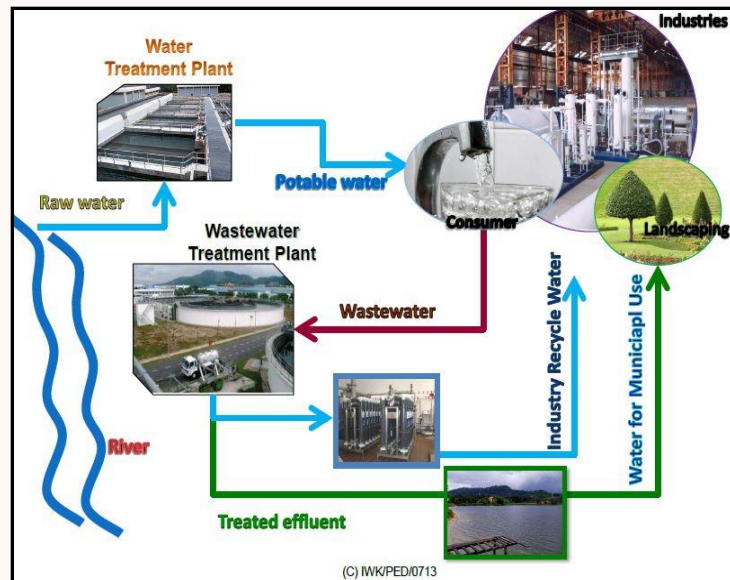 Industries
Water
Treatment Plant
Raw water
Potable water
Consumer
Landscaping
Wastewater
Treatment Plant
Wastewater
Industry Recycle Water
Water for Municiapl Use
River
Treated effluent
(C) IWK/PED/0713